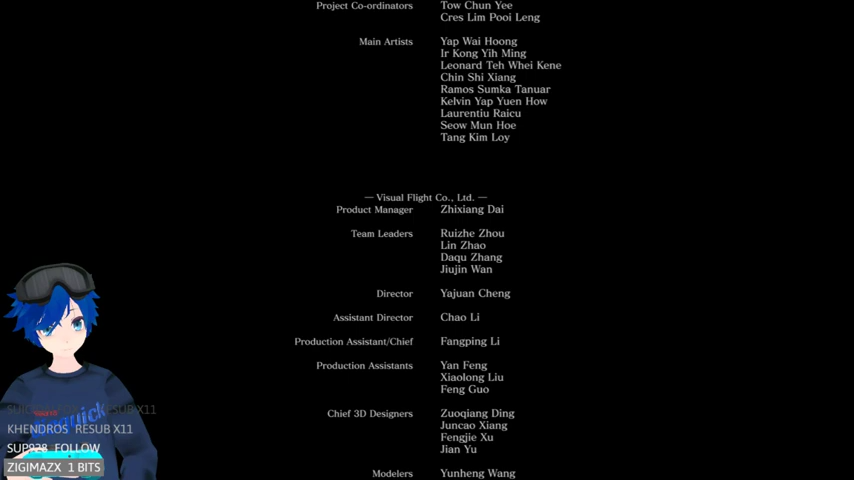 Project Co-ordinators Tow Chun Yee
Cres Lim Pooi Leng
Main Artists Yap Wai Hoong
Ir Kong Yih Ming
Leonard Teh Whei Kene
Chin Shi Xiang
Ramos Sumka Tanuar
Kelvin Yap Yuen How
Laurentiu Raicu
Seow Mun Hoe
Tang Kim Loy
— Visual Flight Co., Ltd. —
Product Manager Zhixiang Dai
Team Leaders Ruizhe Zhou
Lin Zhao
Daqu Zhang
Jiujin Wan
Director Yajuan Cheng
Assistant Director Chao Li
Production Assistant/Chief Fangping Li
Production Assistants Yan Feng
Xiaolong Liu
Feng Guo
Chief 3D Designers Zuoqiang Ding
Juncao Xiang
Fengjie Xu
Jian Yu
Modelers Yunheng Wang
RESUB X11
KHENDROS RESUB X11
SUP928 FOLLOW
ZIGIMAZX 1 BITS